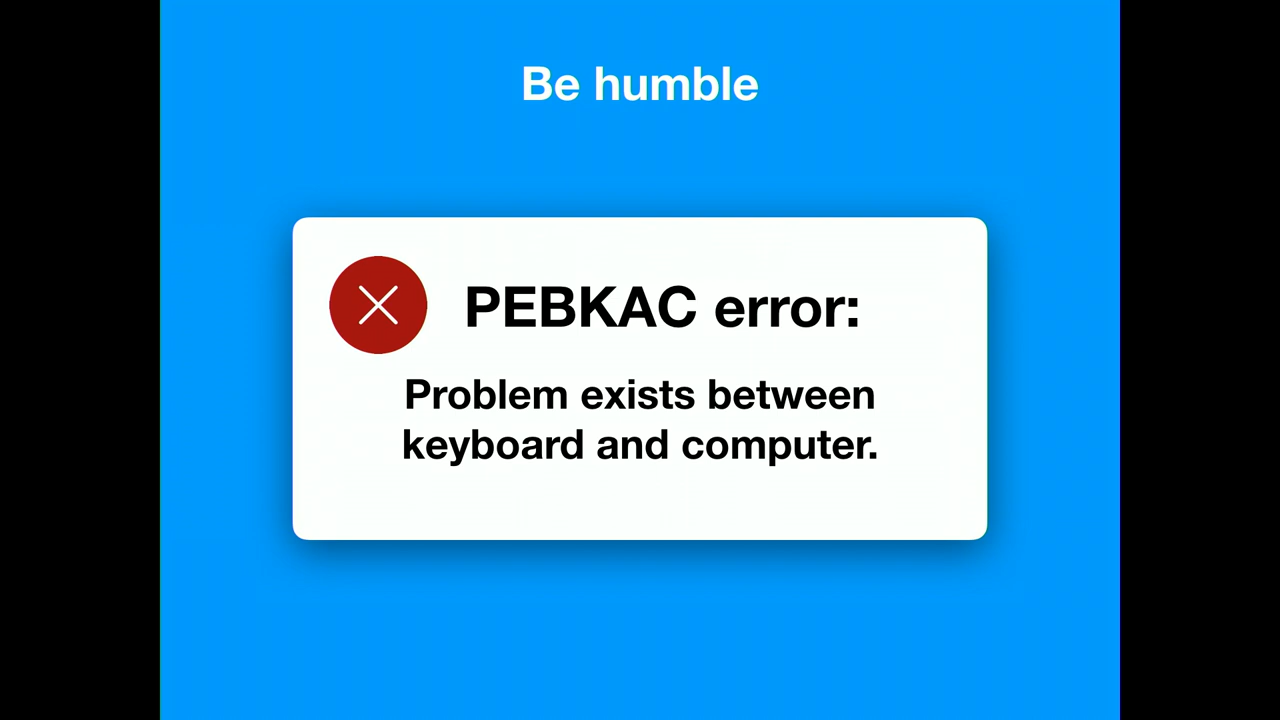 Be humble
PEBKAC error:
Problem exists between
keyboard and computer.